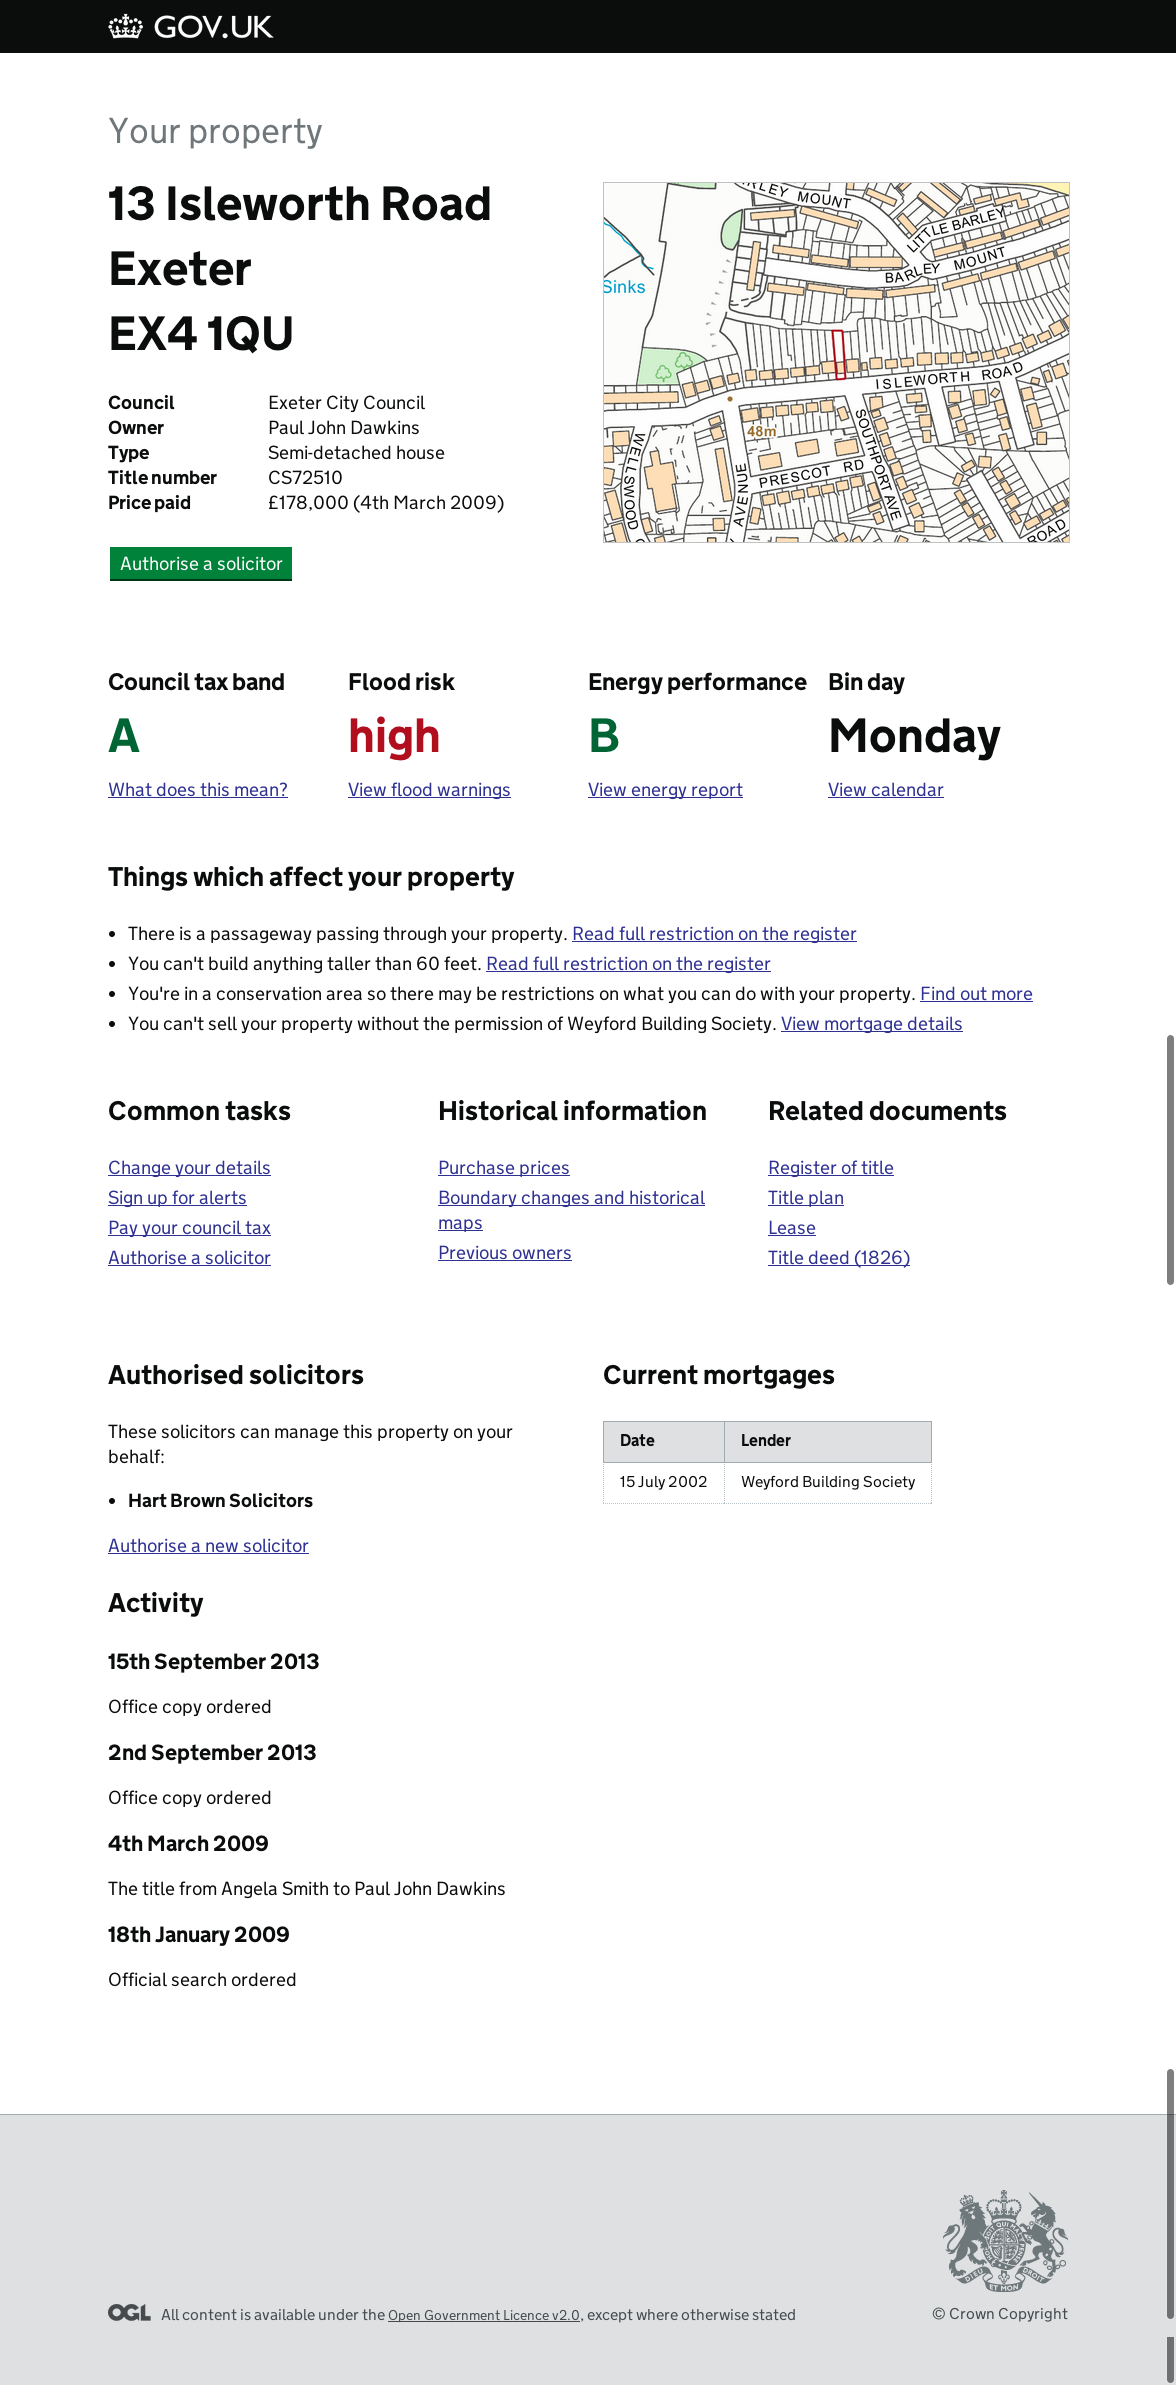 GOV.UK
Your property
13 Isleworth Road
Exeter
EX4 1QU
Council Exeter City Council
Owner Paul John Dawkins
Type Semi-detached house
Title number CS72510
Price paid £178,000 (4th March 2009)
Authorise a solicitor
RLEY MOUNT
LITTLE BARLEY
BARLEY MOUNT
Sinks
ISLEWORTH ROAD
48m
WELLSWOOD
AVENUE
PRESCOT RD
SOUTHPORT AVE
ROAD
Council tax band Flood risk Energy performance Bin day
A high B Monday
What does this mean? View flood warnings View energy report View calendar
Things which affect your property
• There is a passageway passing through your property. Read full restriction on the register
• You can't build anything taller than 60 feet. Read full restriction on the register
• You're in a conservation area so there may be restrictions on what you can do with your property. Find out more
• You can't sell your property without the permission of Weyford Building Society. View mortgage details
Common tasks
Change your details
Sign up for alerts
Pay your council tax
Authorise a solicitor
Historical information
Purchase prices
Boundary changes and historical
maps
Previous owners
Related documents
Register of title
Title plan
Lease
Title deed (1826)
Authorised solicitors
These solicitors can manage this property on your
behalf:
• Hart Brown Solicitors
Authorise a new solicitor
Current mortgages
Date Lender
15 July 2002 Weyford Building Society
Activity
15th September 2013
Office copy ordered
2nd September 2013
Office copy ordered
4th March 2009
The title from Angela Smith to Paul John Dawkins
18th January 2009
Official search ordered
OGL All content is available under the Open Government Licence v2.0, except where otherwise stated
DIEU ET MON DROIT
© Crown Copyright